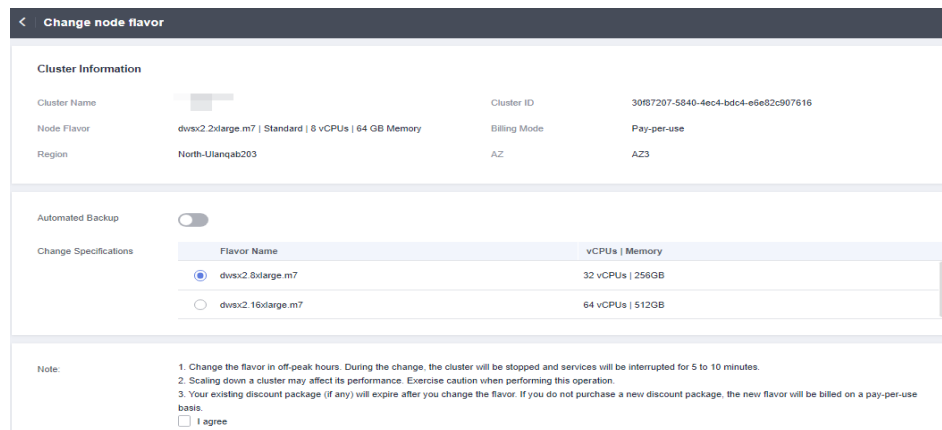 Change node flavor
Cluster Information
Cluster Name
Cluster ID 30f87207-5840-4ec4-bdc4-e6e82c907616
Node Flavor dwsx2.2xlarge.m7 | Standard | 8 vCPUs | 64 GB Memory
Billing Mode Pay-per-use
Region North-Ulanqab203
AZ AZ3
Automated Backup
Change Specifications
Flavor Name vCPUs | Memory
dwsx2.8xlarge.m7 32 vCPUs | 256GB
dwsx2.16xlarge.m7 64 vCPUs | 512GB
Note:
1. Change the flavor in off-peak hours. During the change, the cluster will be stopped and services will be interrupted for 5 to 10 minutes.
2. Scaling down a cluster may affect its performance. Exercise caution when performing this operation.
3. Your existing discount package (if any) will expire after you change the flavor. If you do not purchase a new discount package, the new flavor will be billed on a pay-per-use
basis.
I agree